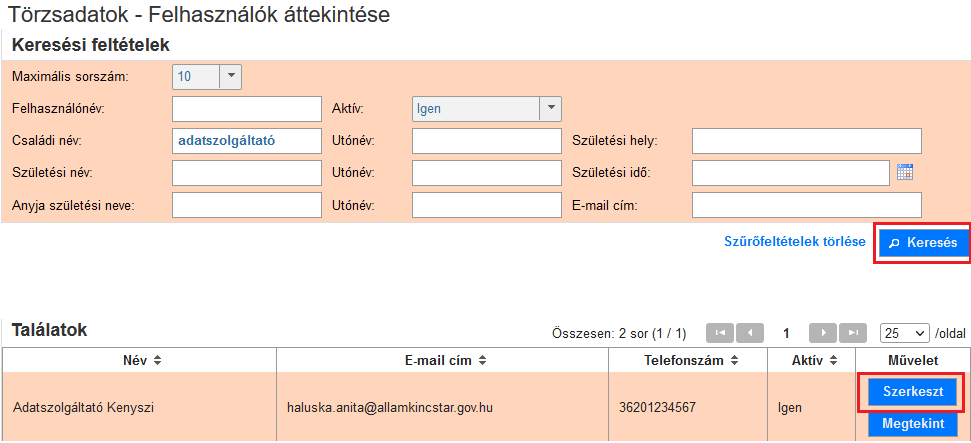 Törzsadatok - Felhasználók áttekintése
Keresési feltételek
Maximális sorszám: 10
Felhasználónév: Aktív: Igen
Családi név: adatszolgáltató Utónév: Születési hely:
Születési név: Utónév: Születési idő:
Anyja születési neve: Utónév: E-mail cím:
Szűrőfeltételek törlése Keresés
Találatok Összesen: 2 sor (1 / 1) 1 25 /oldal
Név E-mail cím Telefonszám Aktív Művelet
Szerkeszt
Adatszolgáltató Kenyszi haluska.anita@allamkincstar.gov.hu 36201234567 Igen
Megtekint